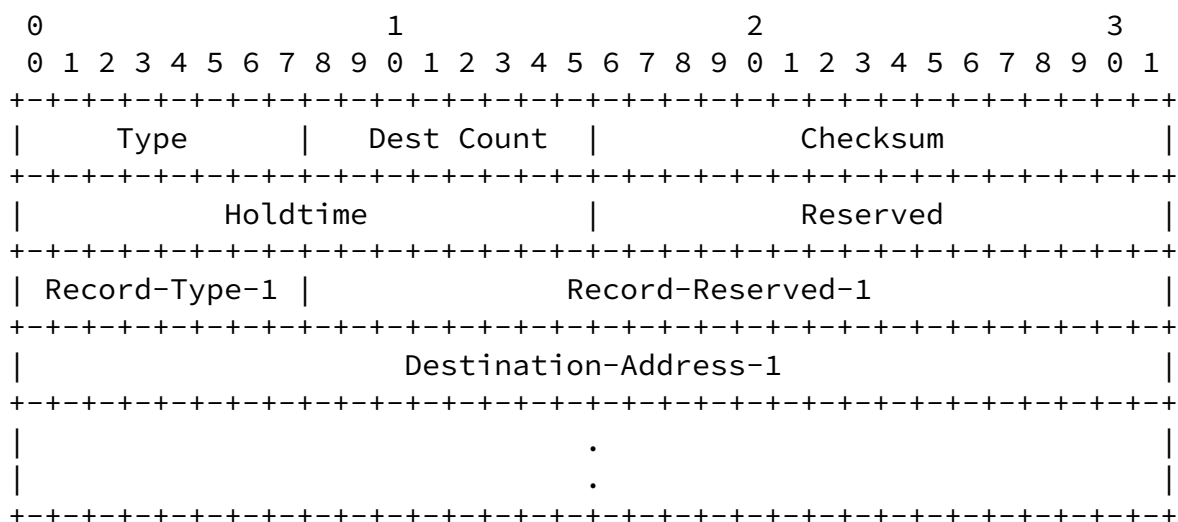 0                   1                   2                   3
 0 1 2 3 4 5 6 7 8 9 0 1 2 3 4 5 6 7 8 9 0 1 2 3 4 5 6 7 8 9 0 1
+-+-+-+-+-+-+-+-+-+-+-+-+-+-+-+-+-+-+-+-+-+-+-+-+-+-+-+-+-+-+-+-+
|     Type      |   Dest Count  |           Checksum            |
+-+-+-+-+-+-+-+-+-+-+-+-+-+-+-+-+-+-+-+-+-+-+-+-+-+-+-+-+-+-+-+-+
|           Holdtime            |           Reserved            |
+-+-+-+-+-+-+-+-+-+-+-+-+-+-+-+-+-+-+-+-+-+-+-+-+-+-+-+-+-+-+-+-+
| Record-Type-1 |              Record-Reserved-1                |
+-+-+-+-+-+-+-+-+-+-+-+-+-+-+-+-+-+-+-+-+-+-+-+-+-+-+-+-+-+-+-+-+
|                     Destination-Address-1                     |
+-+-+-+-+-+-+-+-+-+-+-+-+-+-+-+-+-+-+-+-+-+-+-+-+-+-+-+-+-+-+-+-+
|                               .                               |
|                               .                               |
+-+-+-+-+-+-+-+-+-+-+-+-+-+-+-+-+-+-+-+-+-+-+-+-+-+-+-+-+-+-+-+-+